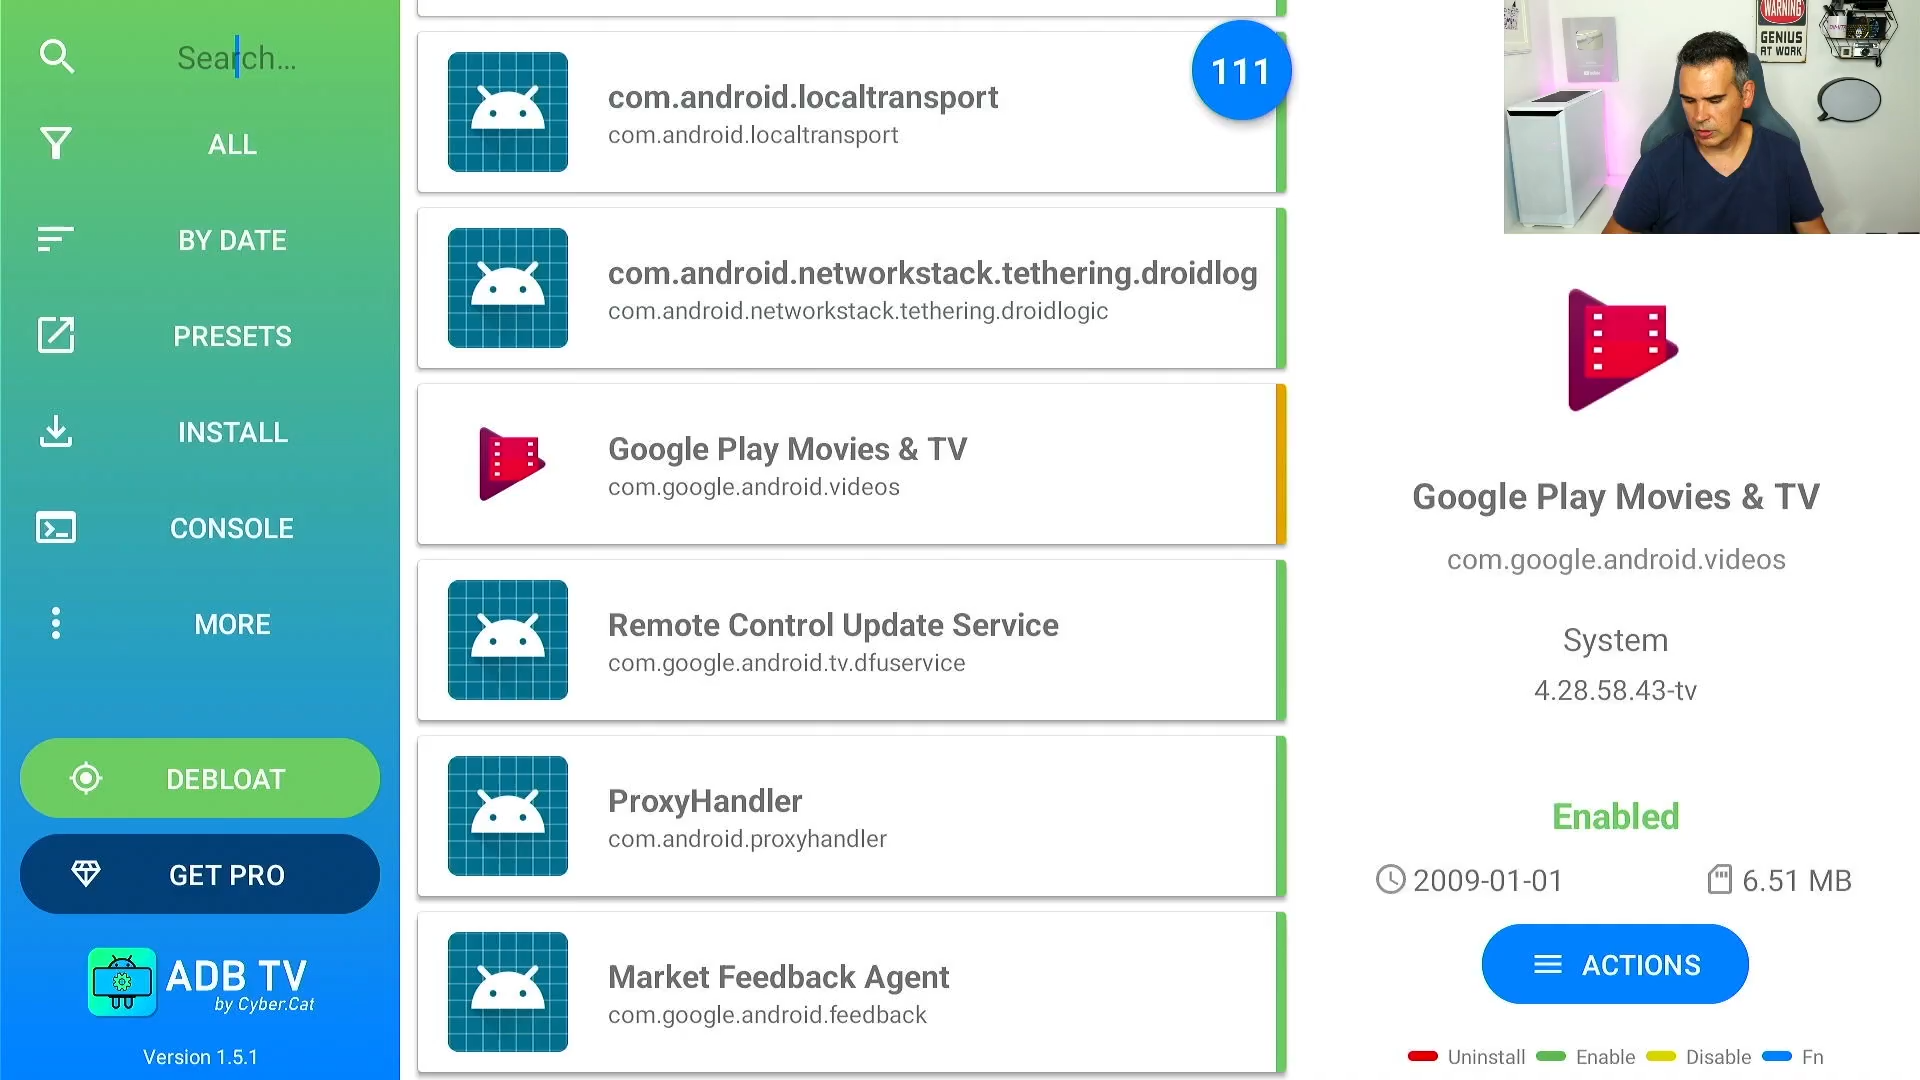 Search...
ALL
BY DATE
PRESETS
INSTALL
CONSOLE
MORE
DEBLOAT
GET PRO
ADB TV
by Cyber.Cat
Version 1.5.1
com.android.localtransport
com.android.localtransport
111
com.android.networkstack.tethering.droidlog
com.android.networkstack.tethering.droidlogic
Google Play Movies & TV
com.google.android.videos
Remote Control Update Service
com.google.android.tv.dfuservice
ProxyHandler
com.android.proxyhandler
Market Feedback Agent
com.google.android.feedback
WARNING
GENIUS
AT WORK
Google Play Movies & TV
com.google.android.videos
System
4.28.58.43-tv
Enabled
2009-01-01
6.51 MB
ACTIONS
Uninstall
Enable
Disable
Fn